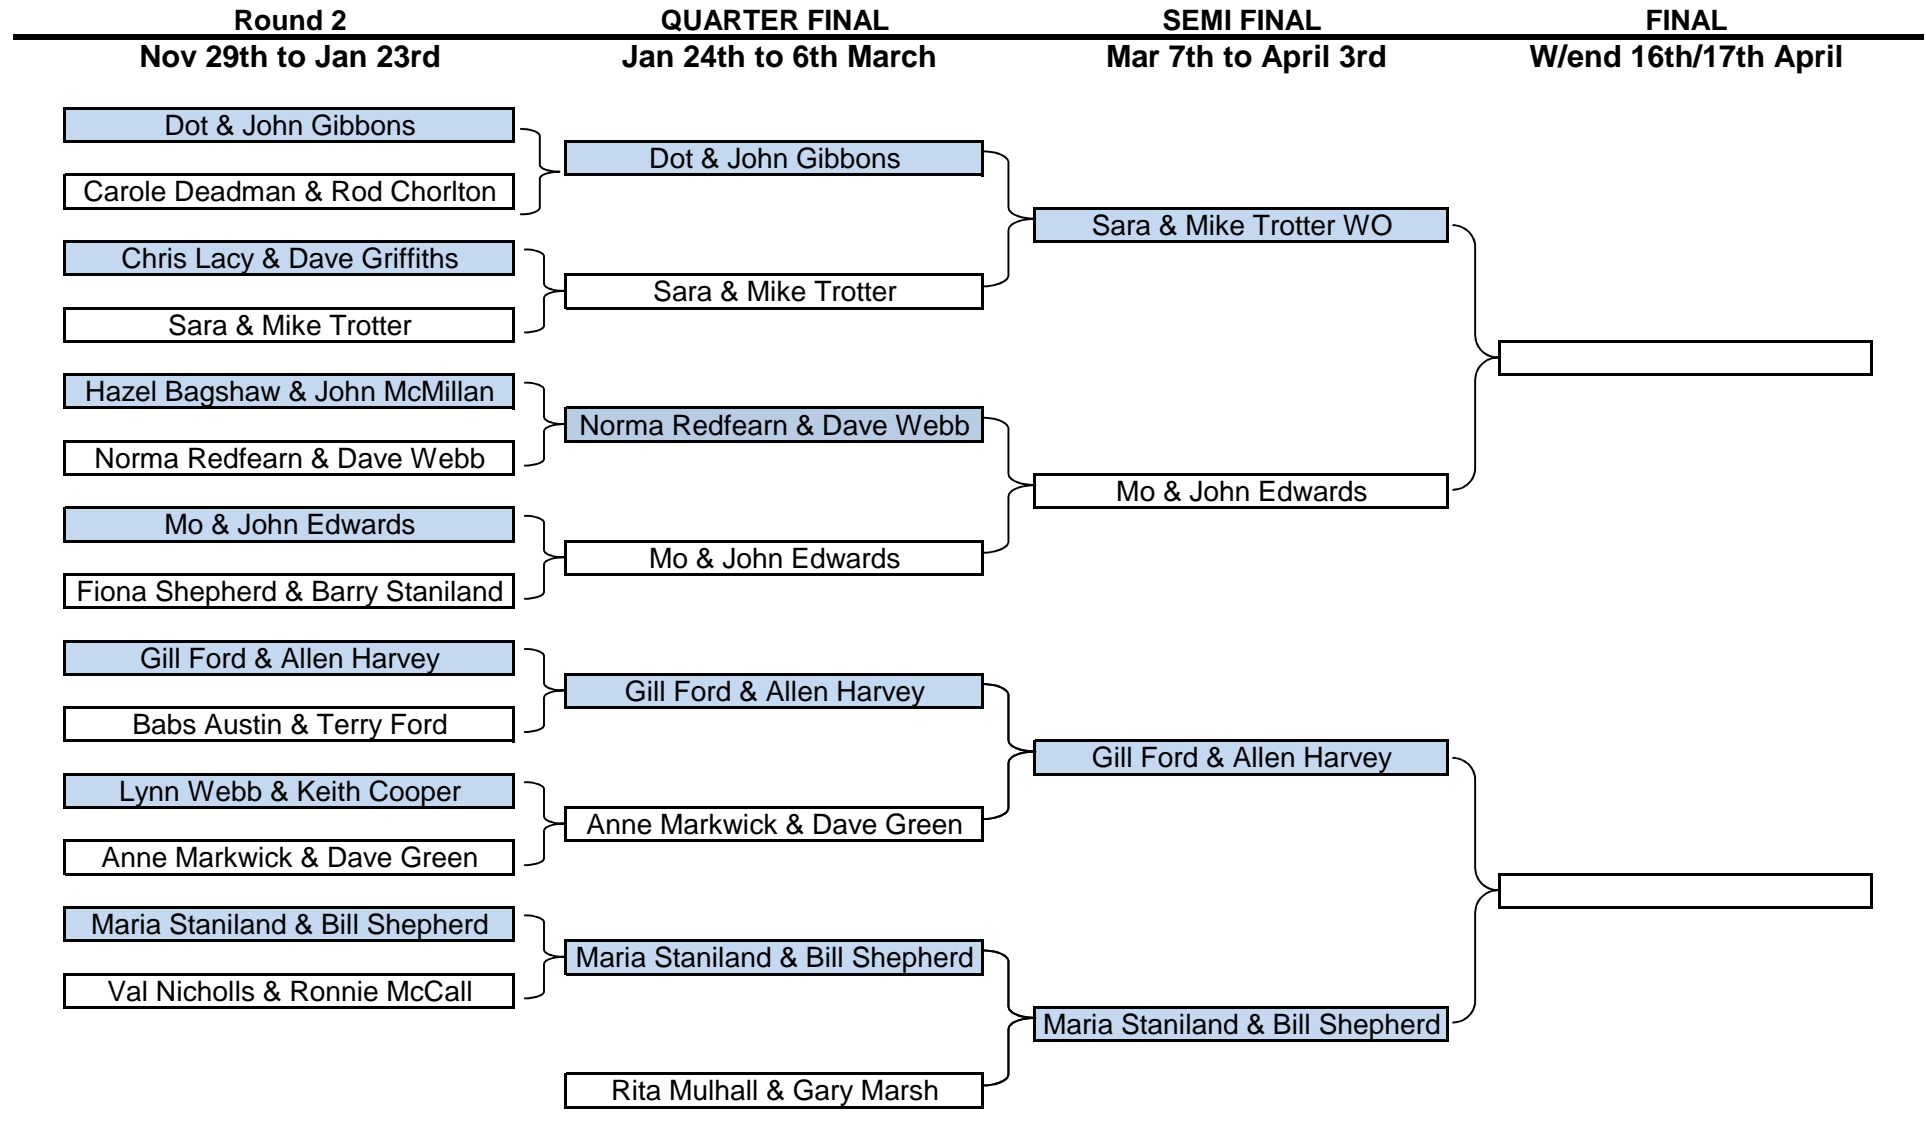 Round 2
QUARTER FINAL
SEMI FINAL
FINAL
Nov 29th to Jan 23rd
Jan 24th to 6th March
Mar 7th to April 3rd
W/end 16th/17th April
Dot & John Gibbons
Carole Deadman & Rod Chorlton
Chris Lacy & Dave Griffiths
Sara & Mike Trotter
Hazel Bagshaw & John McMillan
Norma Redfearn & Dave Webb
Mo & John Edwards
Fiona Shepherd & Barry Staniland
Gill Ford & Allen Harvey
Babs Austin & Terry Ford
Lynn Webb & Keith Cooper
Anne Markwick & Dave Green
Maria Staniland & Bill Shepherd
Val Nicholls & Ronnie McCall
Dot & John Gibbons
Sara & Mike Trotter
Norma Redfearn & Dave Webb
Mo & John Edwards
Gill Ford & Allen Harvey
Anne Markwick & Dave Green
Maria Staniland & Bill Shepherd
Rita Mulhall & Gary Marsh
Sara & Mike Trotter WO
Mo & John Edwards
Gill Ford & Allen Harvey
Maria Staniland & Bill Shepherd